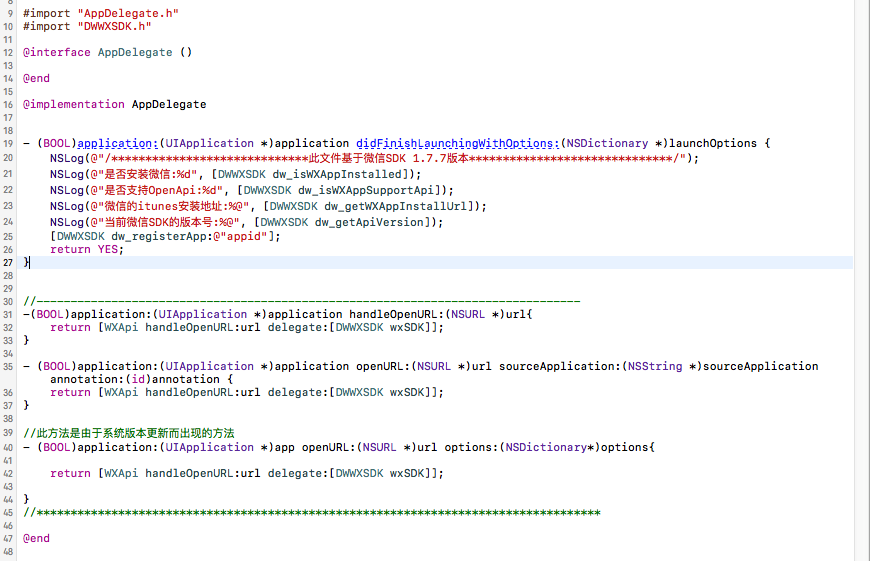 8
9 #import "AppDelegate.h"
10 #import "DWWXSDK.h"
11
12 @interface AppDelegate ()
13
14 @end
15
16 @implementation AppDelegate
17
18
19 - (BOOL)application:(UIApplication *)application didFinishLaunchingWithOptions:(NSDictionary *)launchOptions {
20 NSLog(@"/*****************************此文件基于微信SDK 1.7.7版本******************************/");
21 NSLog(@"是否安装微信:%d", [DWWXSDK dw_isWXAppInstalled]);
22 NSLog(@"是否支持OpenApi:%d", [DWWXSDK dw_isWXAppSupportApi]);
23 NSLog(@"微信的itunes安装地址:%@", [DWWXSDK dw_getWXAppInstallUrl]);
24 NSLog(@"当前微信SDK的版本号:%@", [DWWXSDK dw_getApiVersion]);
25 [DWWXSDK dw_registerApp:@"appid"];
26 return YES;
27 }
28
29
30 //--------------------------------------------------------------------------------
31 -(BOOL)application:(UIApplication *)application handleOpenURL:(NSURL *)url{
32 return [WXApi handleOpenURL:url delegate:[DWWXSDK wxSDK]];
33 }
34
35 - (BOOL)application:(UIApplication *)application openURL:(NSURL *)url sourceApplication:(NSString *)sourceApplication
annotation:(id)annotation {
36 return [WXApi handleOpenURL:url delegate:[DWWXSDK wxSDK]];
37 }
38
39 //此方法是由于系统版本更新而出现的方法
40 - (BOOL)application:(UIApplication *)app openURL:(NSURL *)url options:(NSDictionary*)options{
41
42 return [WXApi handleOpenURL:url delegate:[DWWXSDK wxSDK]];
43
44 }
45 //***********************************************************************************
46
47 @end
48